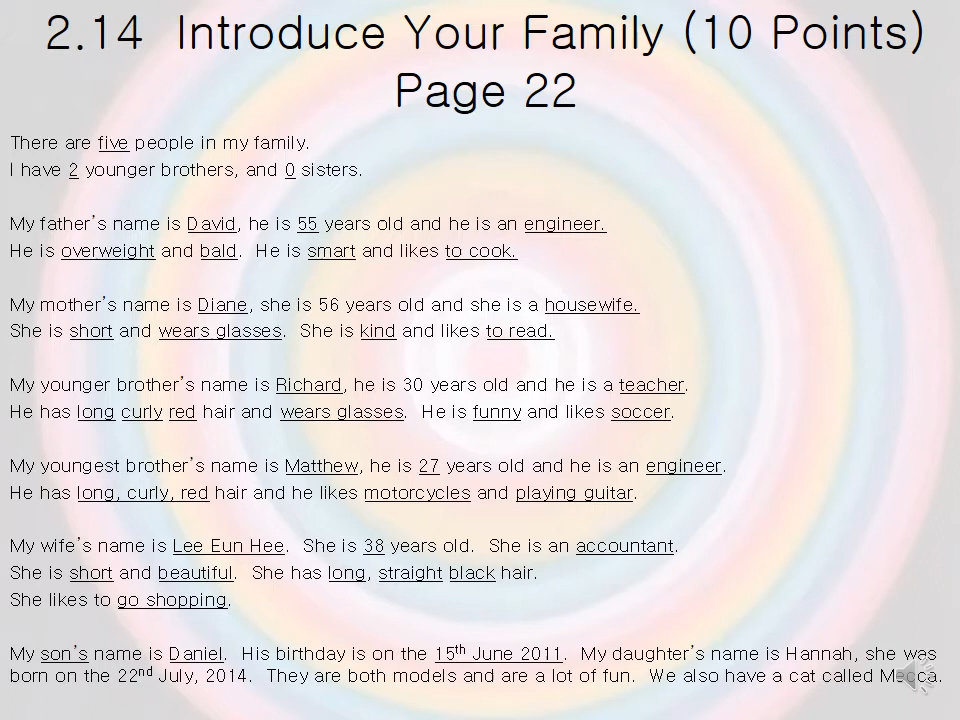 2.14 Introduce Your Family (10 Points)
Page 22
There are five people in my family.
I have 2 younger brothers, and 0 sisters.
My father's name is David, he is 55 years old and he is an engineer.
He is overweight and bald. He is smart and likes to cook.
My mother's name is Diane, she is 56 years old and she is a housewife.
She is short and wears glasses. She is kind and likes to read.
My younger brother's name is Richard, he is 30 years old and he is a teacher.
He has long curly red hair and wears glasses. He is funny and likes soccer.
My youngest brother's name is Matthew, he is 27 years old and he is an engineer.
He has long, curly, red hair and he likes motorcycles and playing guitar.
My wife's name is Lee Eun Hee. She is 38 years old. She is an accountant.
She is short and beautiful. She has long, straight black hair.
She likes to go shopping.
My son's name is Daniel. His birthday is on the 15th June 2011. My daughter's name is Hannah, she was
born on the 22nd July, 2014. They are both models and are a lot of fun. We also have a cat called Mecca.